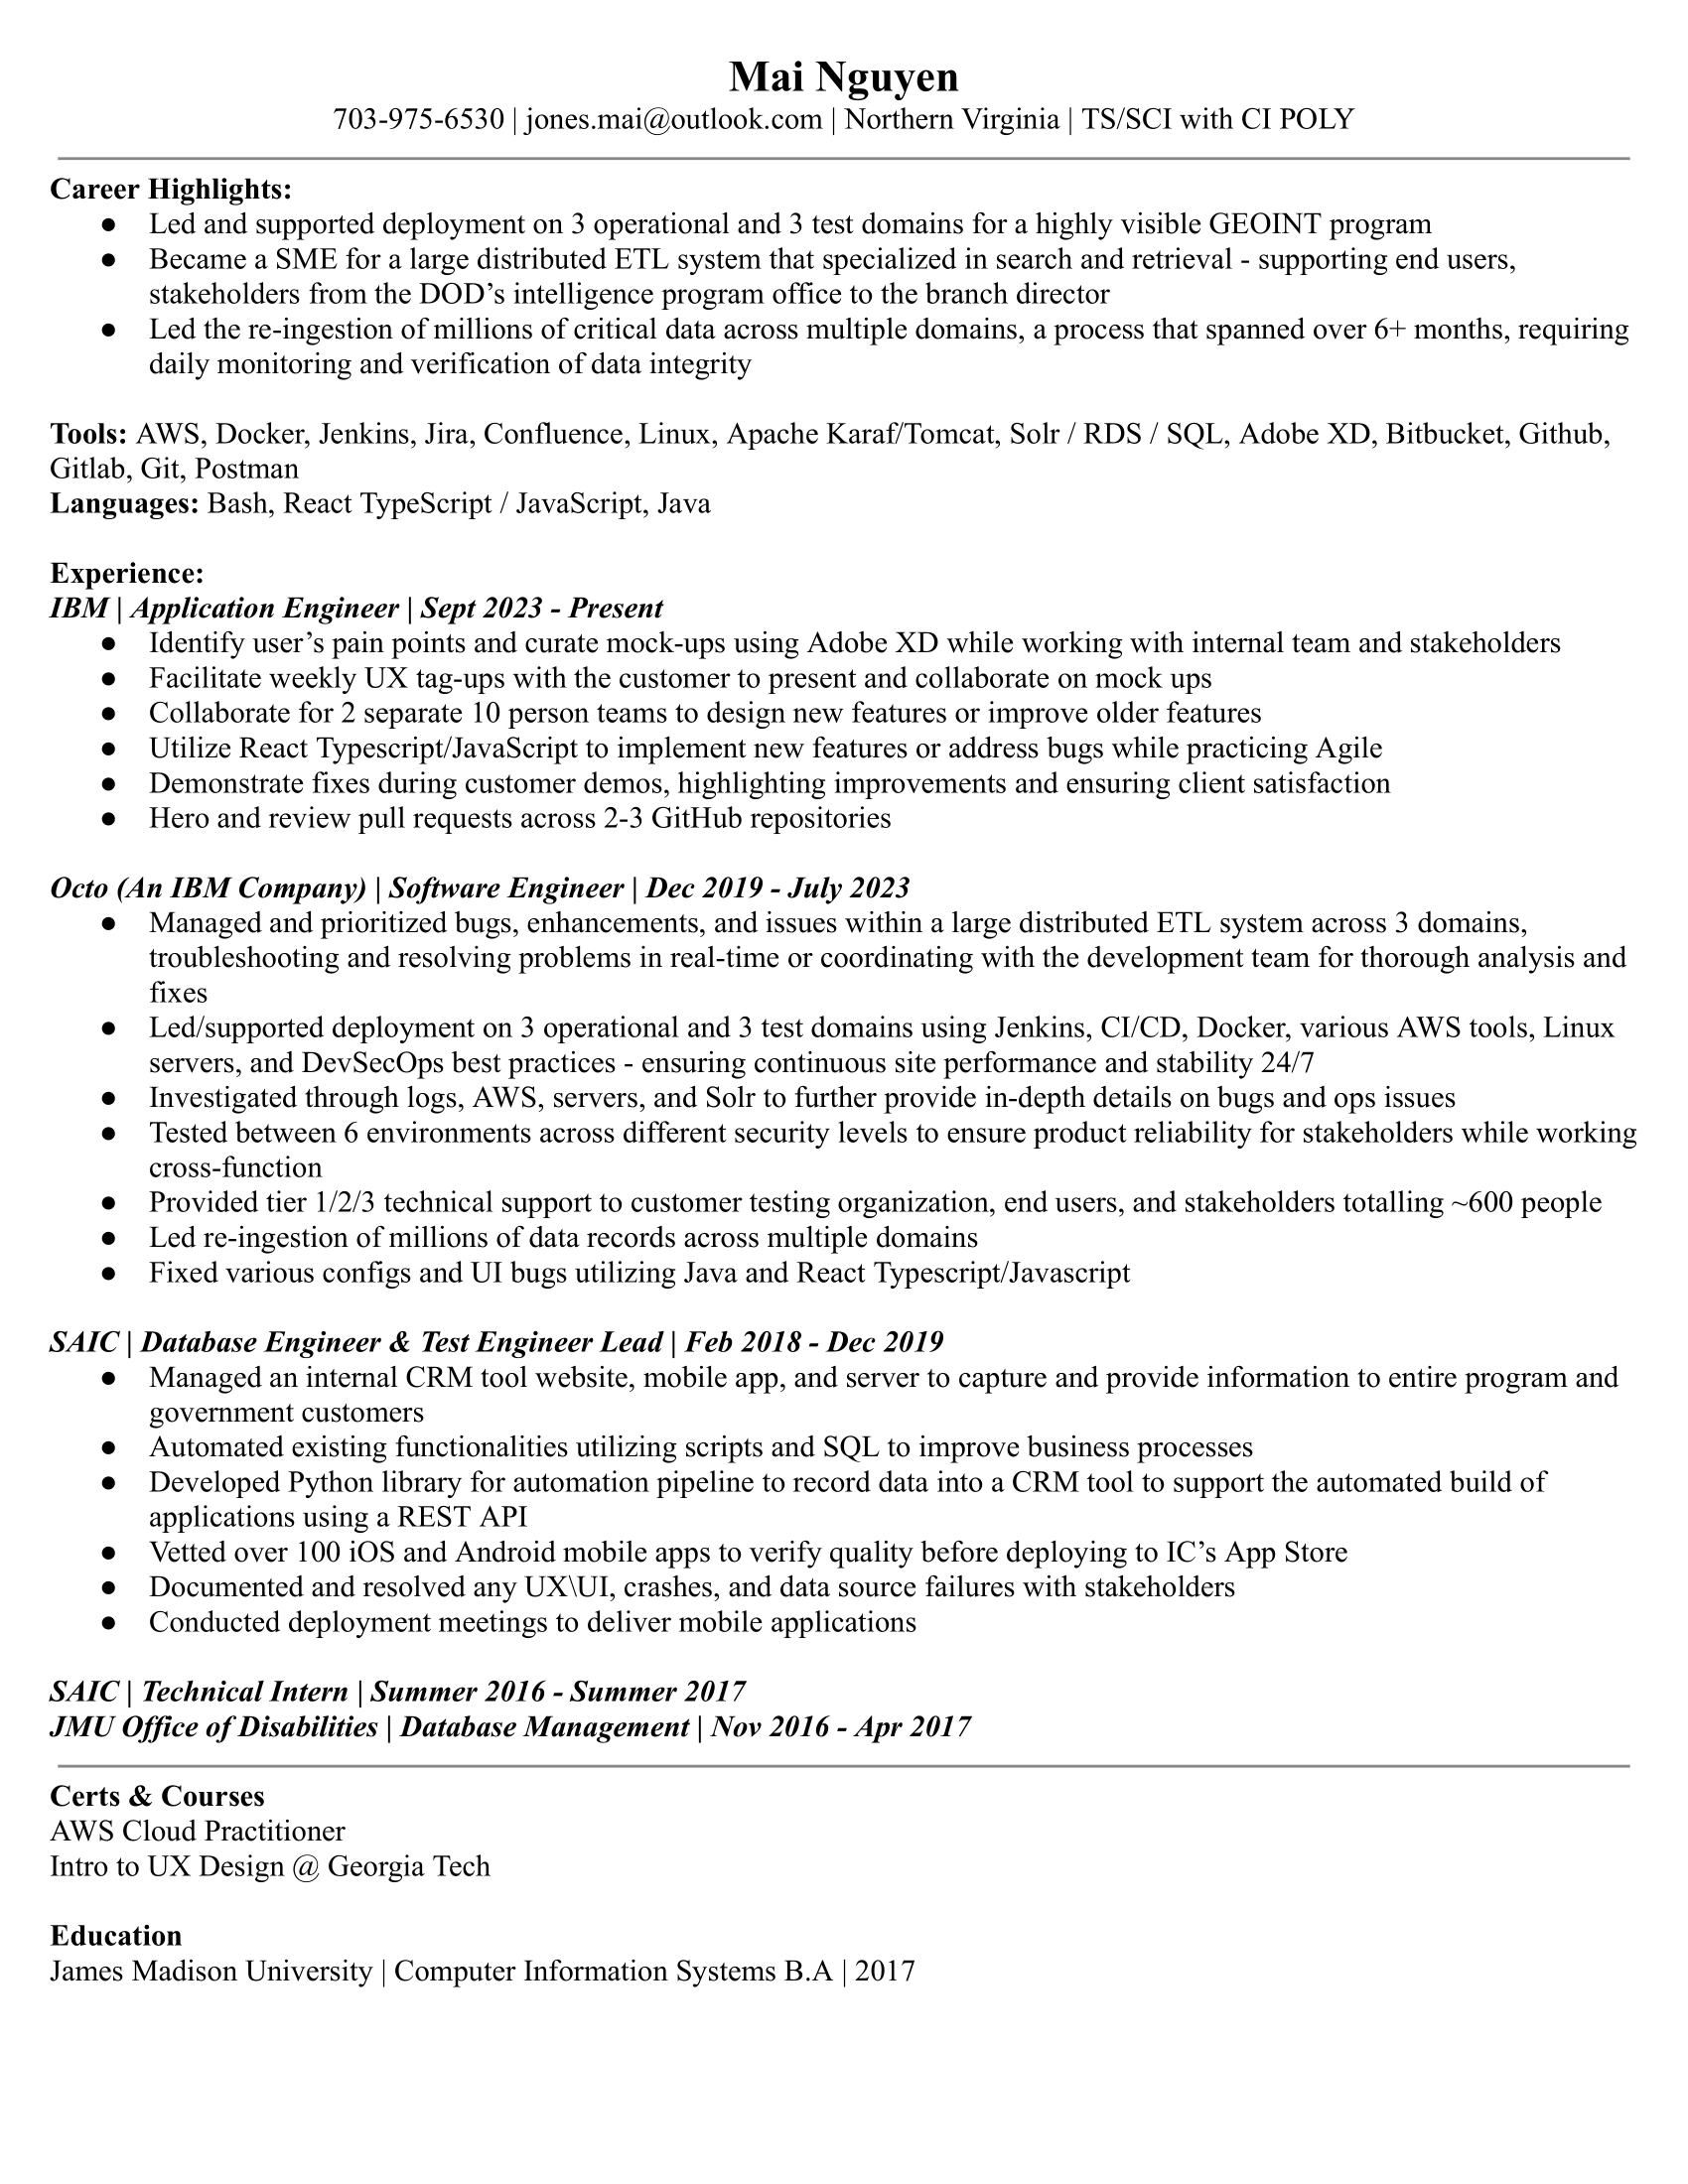 Mai Nguyen
703-975-6530 | jones.mai@outlook.com | Northern Virginia | TS/SCI with CI POLY
Career Highlights:
● Led and supported deployment on 3 operational and 3 test domains for a highly visible GEOINT program
● Became a SME for a large distributed ETL system that specialized in search and retrieval - supporting end users,
stakeholders from the DOD’s intelligence program office to the branch director
● Led the re-ingestion of millions of critical data across multiple domains, a process that spanned over 6+ months, requiring
daily monitoring and verification of data integrity
Tools: AWS, Docker, Jenkins, Jira, Confluence, Linux, Apache Karaf/Tomcat, Solr / RDS / SQL, Adobe XD, Bitbucket, Github,
Gitlab, Git, Postman
Languages: Bash, React TypeScript / JavaScript, Java
Experience:
IBM | Application Engineer | Sept 2023 - Present
● Identify user’s pain points and curate mock-ups using Adobe XD while working with internal team and stakeholders
● Facilitate weekly UX tag-ups with the customer to present and collaborate on mock ups
● Collaborate for 2 separate 10 person teams to design new features or improve older features
● Utilize React Typescript/JavaScript to implement new features or address bugs while practicing Agile
● Demonstrate fixes during customer demos, highlighting improvements and ensuring client satisfaction
● Hero and review pull requests across 2-3 GitHub repositories
Octo (An IBM Company) | Software Engineer | Dec 2019 - July 2023
● Managed and prioritized bugs, enhancements, and issues within a large distributed ETL system across 3 domains,
troubleshooting and resolving problems in real-time or coordinating with the development team for thorough analysis and
fixes
● Led/supported deployment on 3 operational and 3 test domains using Jenkins, CI/CD, Docker, various AWS tools, Linux
servers, and DevSecOps best practices - ensuring continuous site performance and stability 24/7
● Investigated through logs, AWS, servers, and Solr to further provide in-depth details on bugs and ops issues
● Tested between 6 environments across different security levels to ensure product reliability for stakeholders while working
cross-function
● Provided tier 1/2/3 technical support to customer testing organization, end users, and stakeholders totalling ~600 people
● Led re-ingestion of millions of data records across multiple domains
● Fixed various configs and UI bugs utilizing Java and React Typescript/Javascript
SAIC | Database Engineer & Test Engineer Lead | Feb 2018 - Dec 2019
● Managed an internal CRM tool website, mobile app, and server to capture and provide information to entire program and
government customers
● Automated existing functionalities utilizing scripts and SQL to improve business processes
● Developed Python library for automation pipeline to record data into a CRM tool to support the automated build of
applications using a REST API
● Vetted over 100 iOS and Android mobile apps to verify quality before deploying to IC’s App Store
● Documented and resolved any UX\UI, crashes, and data source failures with stakeholders
● Conducted deployment meetings to deliver mobile applications
SAIC | Technical Intern | Summer 2016 - Summer 2017
JMU Office of Disabilities | Database Management | Nov 2016 - Apr 2017
Certs & Courses
AWS Cloud Practitioner
Intro to UX Design @ Georgia Tech
Education
James Madison University | Computer Information Systems B.A | 2017